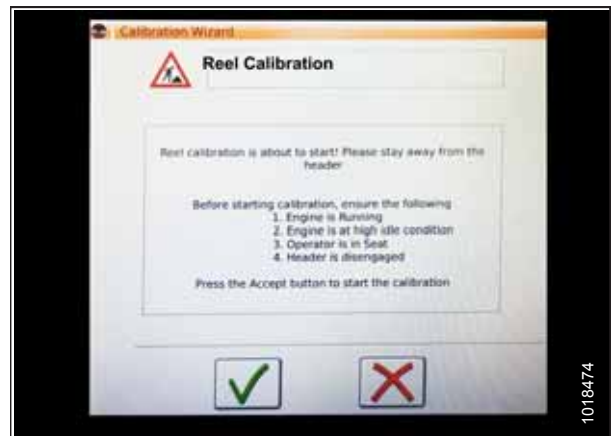 Calibration Wizard
Reel Calibration
Reel calibration is about to start! Please stay away from the
header
Before starting calibration, ensure the following
1. Engine is Running
2. Engine is at high idle condition
3. Operator is in Seat
4. Header is disengaged
Press the Accept button to start the calibration
1018474